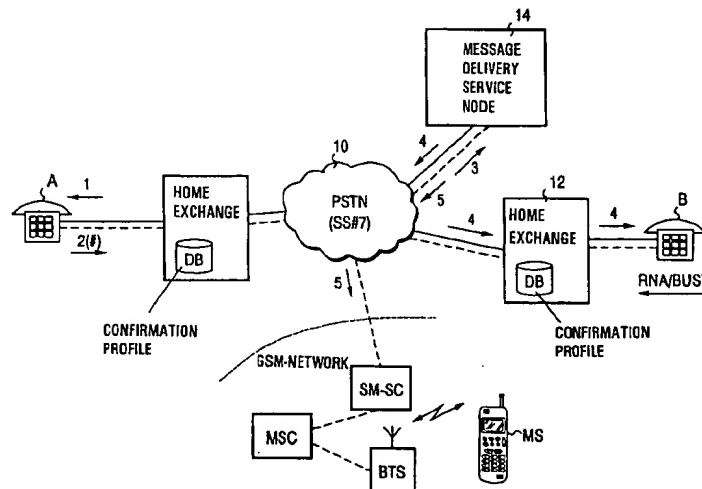 14
MESSAGE
DELIVERY
SERVICE
NODE
10
4
3
5
A
1
HOME
EXCHANGE
PSTN
(SS#7)
12
4
HOME
EXCHANGE
4
B
2(#)
DB
DB
RNA/BUSY
5
CONFIRMATION
PROFILE
CONFIRMATION
PROFILE
GSM-NETWORK
SM-SC
MSC
BTS
MS